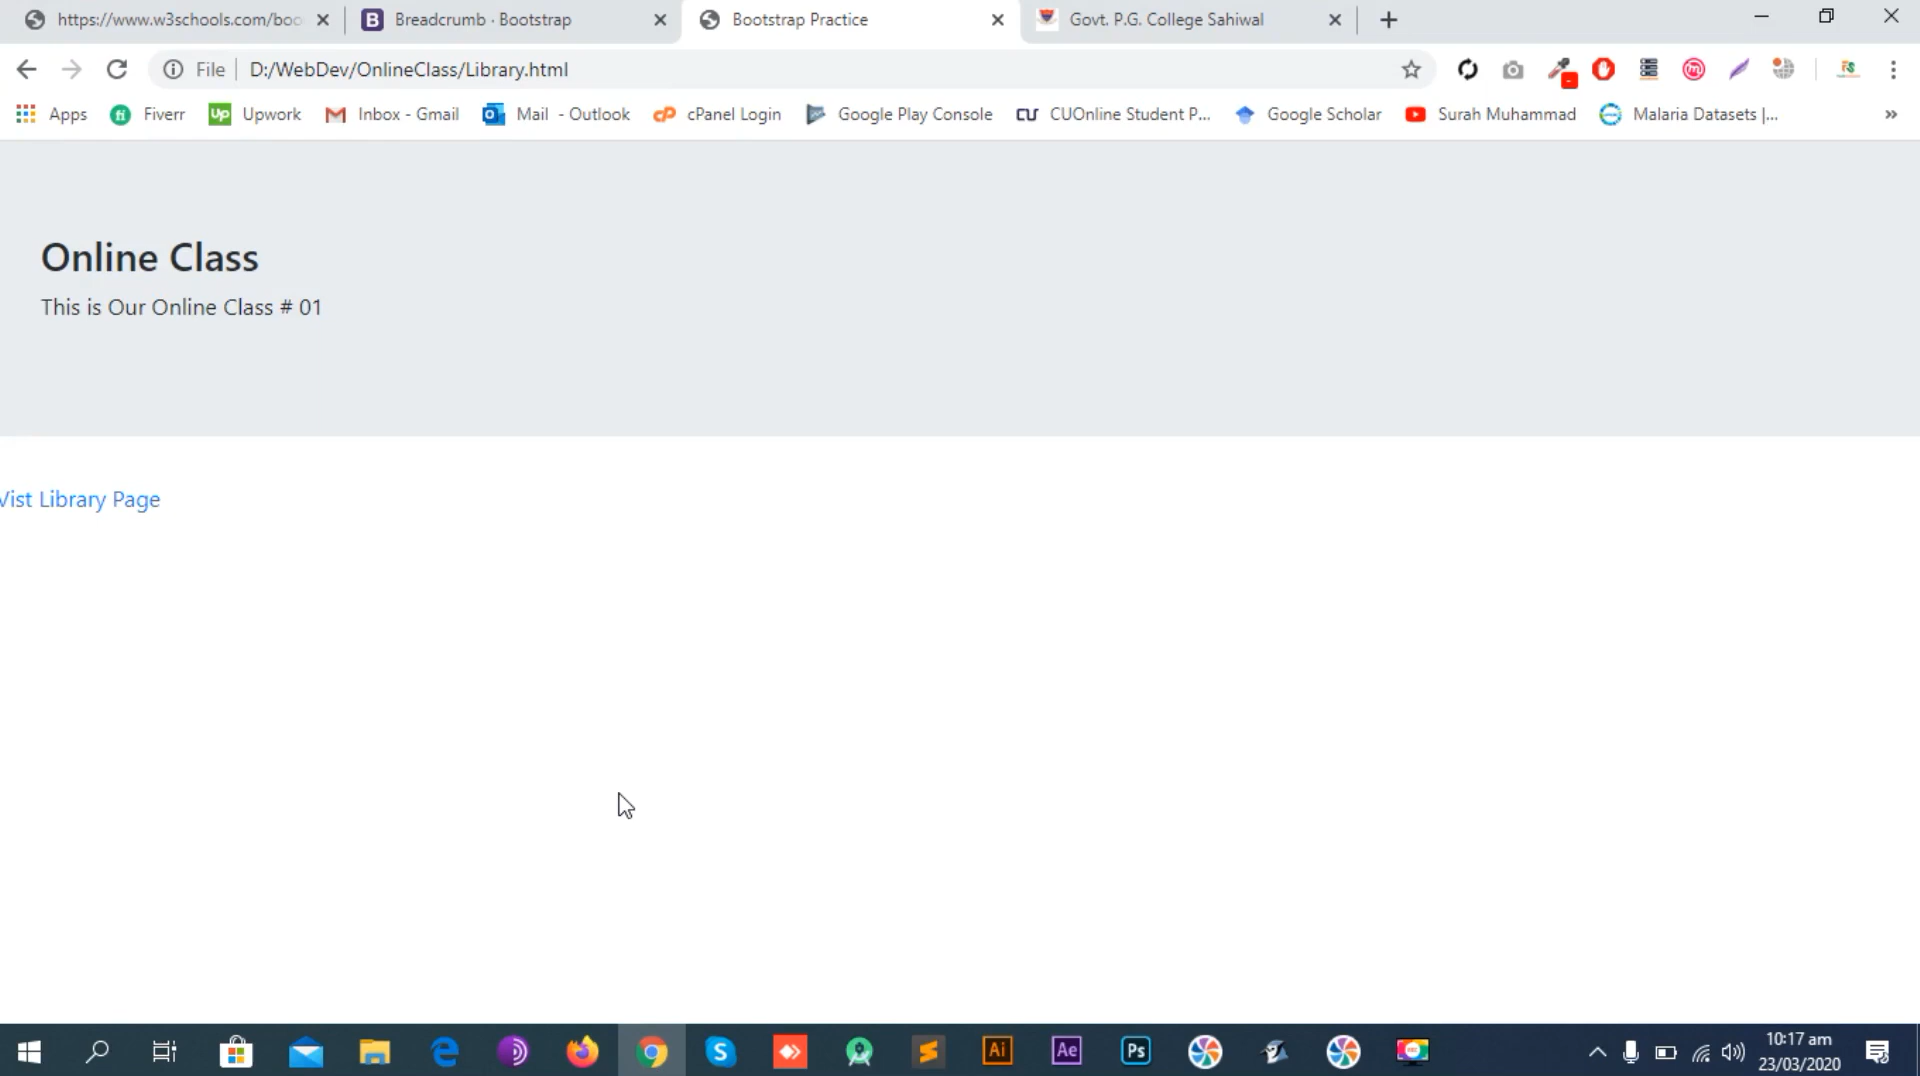 https://www.w3schools.com/boo
Breadcrumb · Bootstrap
Bootstrap Practice
Govt. P.G. College Sahiwal
File
D:/WebDev/OnlineClass/Library.html
Apps
Fiverr
Upwork
Inbox - Gmail
Mail - Outlook
cPanel Login
Google Play Console
CUOnline Student P...
Google Scholar
Surah Muhammad
Malaria Datasets |...
»
Online Class
This is Our Online Class # 01
Vist Library Page
10:17 am
23/03/2020